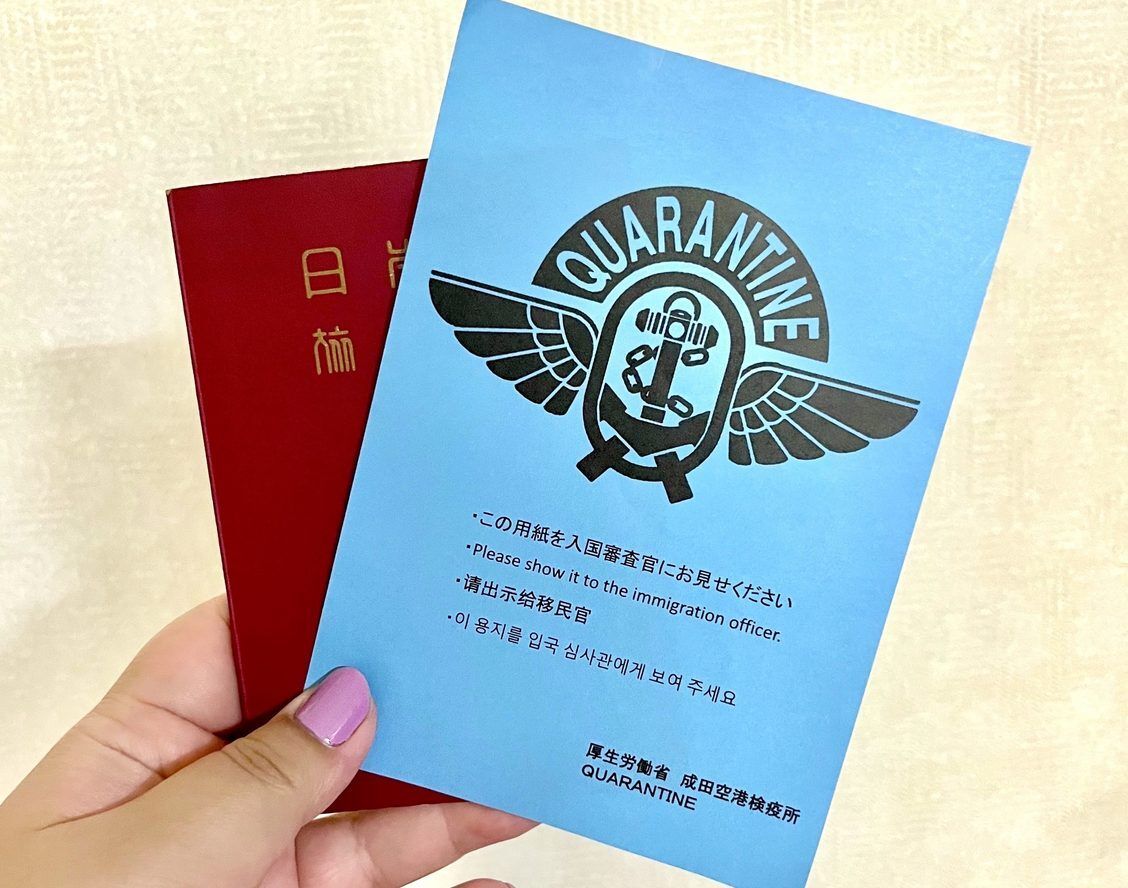 日
旅
QUARANTINE
・この用紙を入国審査官にお見せください
・Please show it to the immigration officer.
・请出示给移民官
・이 용지를 입국 심사관에게 보여 주세요
厚生労働省 成田空港検疫所
QUARANTINE